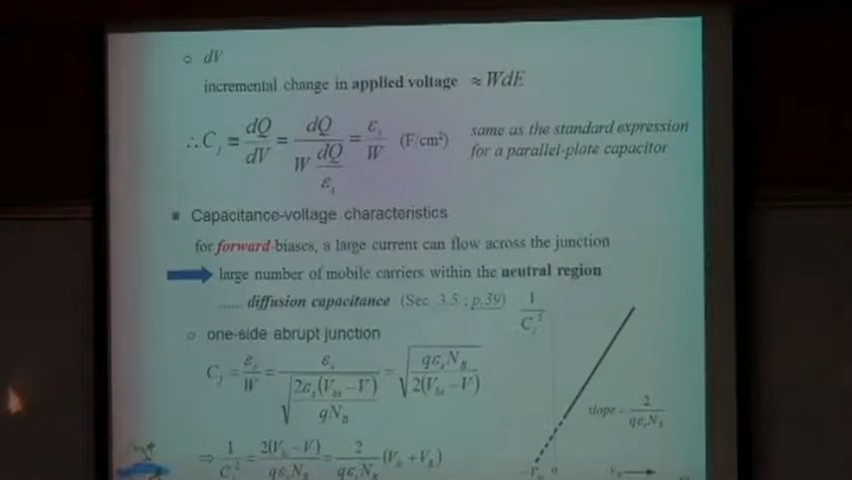 ○ dV
incremental change in applied voltage ≈ WdE
∴ C_j ≡ dQ/dV = dQ/(W dQ/ε_s) = ε_s/W (F/cm²) same as the standard expression
for a parallel-plate capacitor
■ Capacitance-voltage characteristics
for forward-biases, a large current can flow across the junction
large number of mobile carriers within the neutral region
...... diffusion capacitance (Sec 3.5 ; p.39)
1/C_j²
○ one-side abrupt junction
C_j = ε_s/W = ε_s/√(2ε_s(V_bi − V)/qN_B) = √(qε_sN_B/2(V_bi − V))
slope = 2/qε_sN_B
⇒ 1/C_j² = 2(V_bi − V)/qε_sN_B = 2/qε_sN_B (V_bi + V_R)
−V_bi 0 V_R